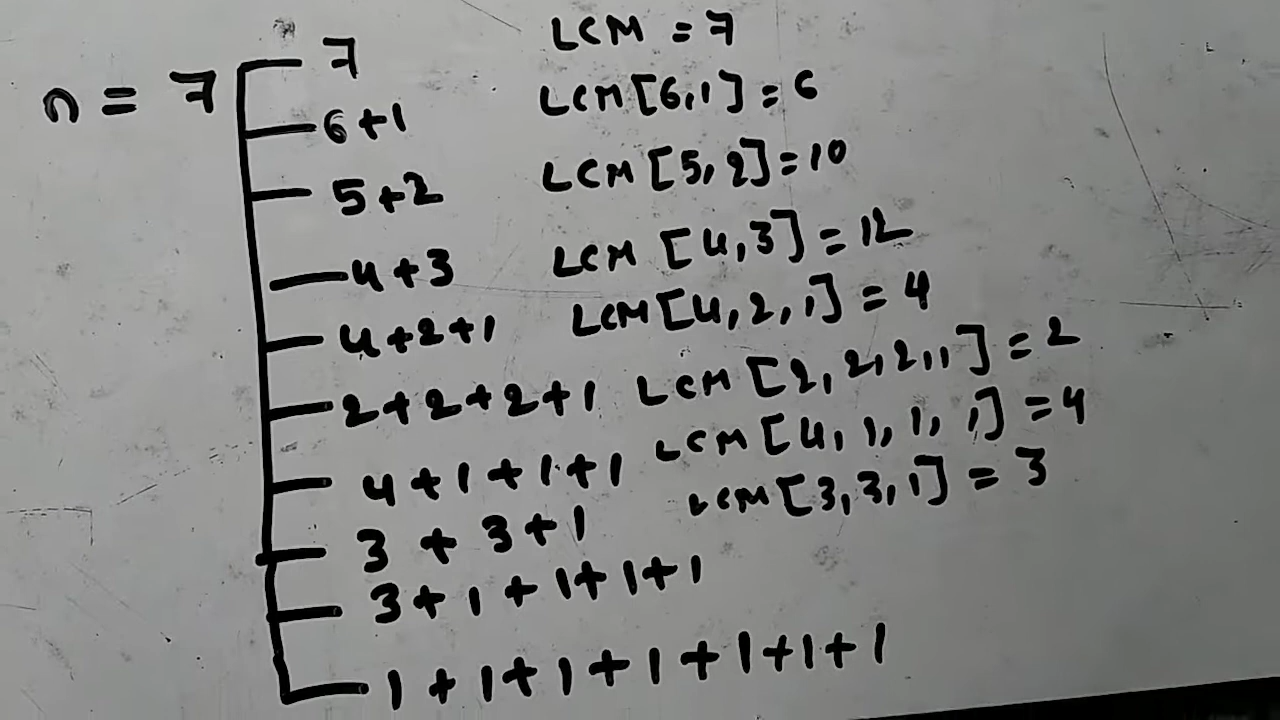 n = 7
7 LCM = 7
6+1 LCM[6,1] = 6
5+2 LCM[5,2]=10
4+3 LCM[4,3]=12
4+2+1 LCM[4,2,1]=4
2+2+2+1 LCM[2,2,2,1]=2
4+1+1+1 LCM[4,1,1,1]=4
3+3+1 LCM[3,3,1]=3
3+1+1+1+1
1+1+1+1+1+1+1